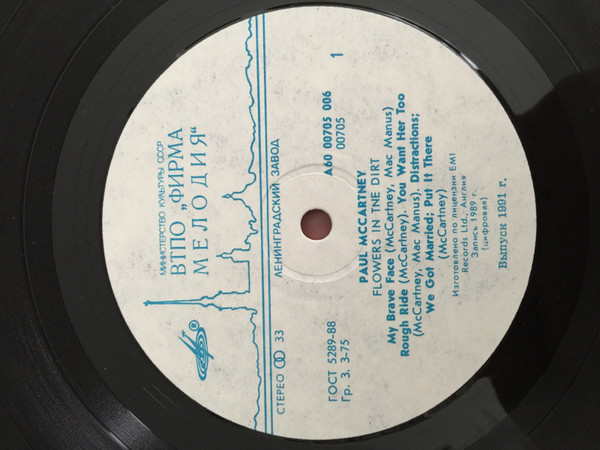 МИНИСТЕРСТВО КУЛЬТУРЫ СССР
ВТПО „ФИРМА
МЕЛОДИЯ“
®
СТЕРЕО 33
ЛЕНИНГРАДСКИЙ ЗАВОД
ГОСТ 5289-88
Гр. 3. 3-75
А60 00705 006
00705
1
PAUL MCCARTNEY
FLOWERS IN TNE DIRT
My Brave Face (McCartney, Mac Manus)
Rough Ride (McCartney). You Want Her Too
(McCartney, Mac Manus). Distractions;
We Got Married; Put It There
(McCartney)
Изготовлено по лицензии EMI
Records Ltd., Англия
Запись 1989 г.
(цифровая)
Выпуск 1991 г.